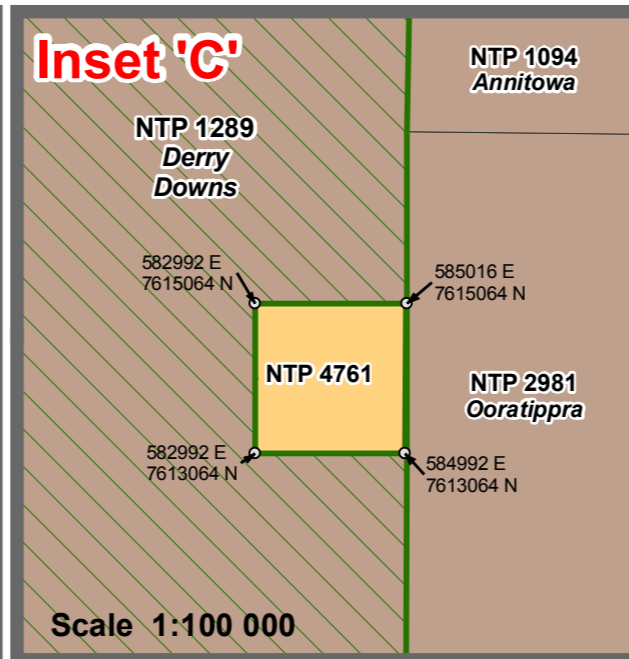 Inset 'C'
NTP 1094
Annitowa
NTP 1289
Derry
Downs
582992 E
7615064 N
585016 E
7615064 N
NTP 4761
NTP 2981
Ooratippra
582992 E
7613064 N
584992 E
7613064 N
Scale 1:100 000